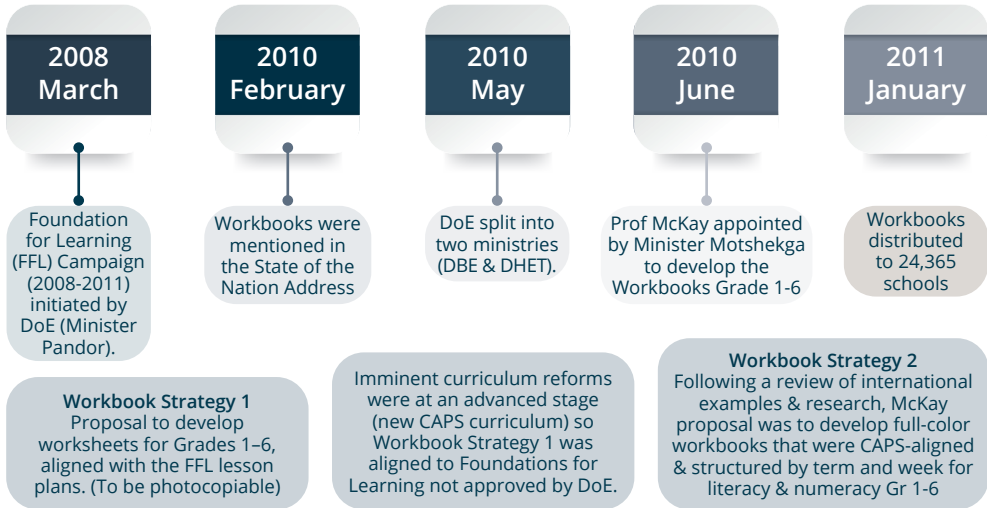 2008
March
2010
February
2010
May
2010
June
2011
January
Foundation
for Learning
(FFL) Campaign
(2008-2011)
initiated by
DoE (Minister
Pandor).
Workbooks were
mentioned in
the State of the
Nation Address
DoE split into
two ministries
(DBE & DHET).
Prof McKay appointed
by Minister Motshekga
to develop the
Workbooks Grade 1-6
Workbooks
distributed
to 24,365
schools
Workbook Strategy 1
Proposal to develop
worksheets for Grades 1–6,
aligned with the FFL lesson
plans. (To be photocopiable)
Imminent curriculum reforms
were at an advanced stage
(new CAPS curriculum) so
Workbook Strategy 1 was
aligned to Foundations for
Learning not approved by DoE.
Workbook Strategy 2
Following a review of international
examples & research, McKay
proposal was to develop full-color
workbooks that were CAPS-aligned
& structured by term and week for
literacy & numeracy Gr 1-6